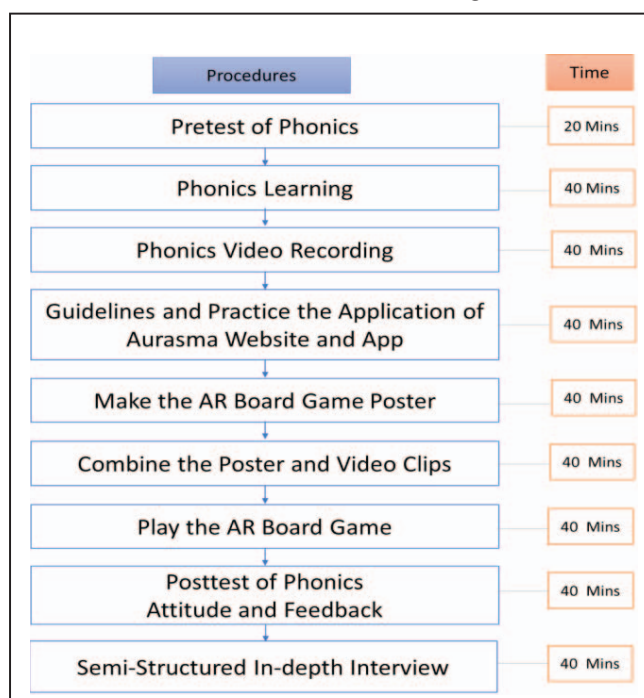 Procedures Time
Pretest of Phonics 20 Mins
Phonics Learning 40 Mins
Phonics Video Recording 40 Mins
Guidelines and Practice the Application of
Aurasma Website and App 40 Mins
Make the AR Board Game Poster 40 Mins
Combine the Poster and Video Clips 40 Mins
Play the AR Board Game 40 Mins
Posttest of Phonics
Attitude and Feedback 40 Mins
Semi-Structured In-depth Interview 40 Mins